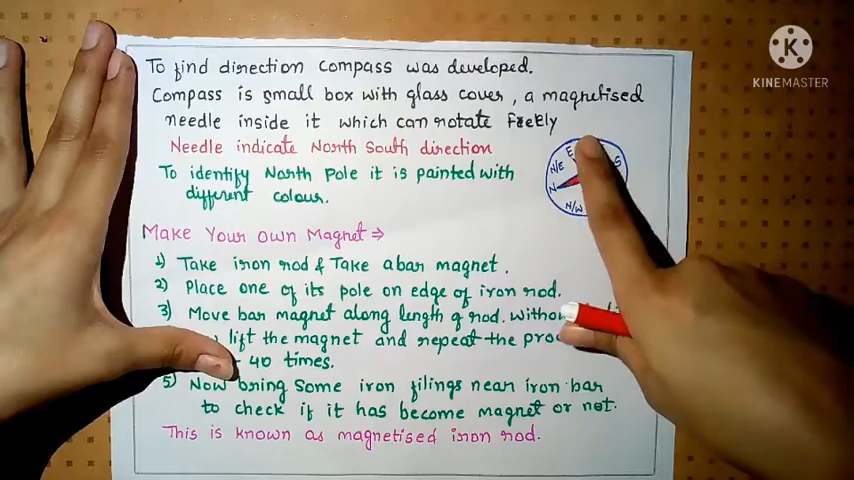 To find direction Compass was developed.
Compass is small box with glass cover, a magnetised
needle inside it which can rotate freely
Needle indicate North South direction
To identify North Pole it is painted with
different colour.
E
S
N/E
N
N/W
Make Your Own Magnet ⇒
1) Take iron rod & Take a bar magnet.
2) Place one of its pole on edge of iron rod.
3) Move bar magnet along length of rod. Without
lift the magnet and repeat the
40 times.
5) Now bring some iron filings near iron bar
to check if it has become magnet or not.
This is known as magnetised iron rod.
K
KINEMASTER